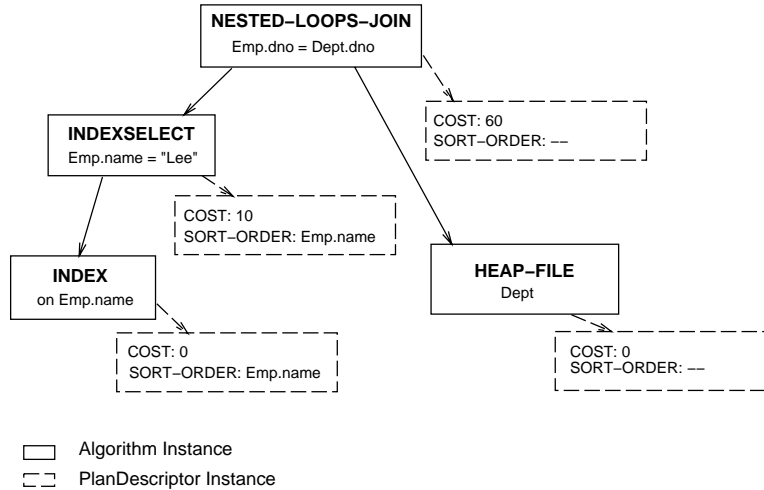 NESTED−LOOPS−JOIN
Emp.dno = Dept.dno
COST: 60
SORT−ORDER: −−
INDEXSELECT
Emp.name = "Lee"
COST: 10
SORT−ORDER: Emp.name
INDEX
on Emp.name
HEAP−FILE
Dept
COST: 0
SORT−ORDER: Emp.name
COST: 0
SORT−ORDER: −−
Algorithm Instance
PlanDescriptor Instance